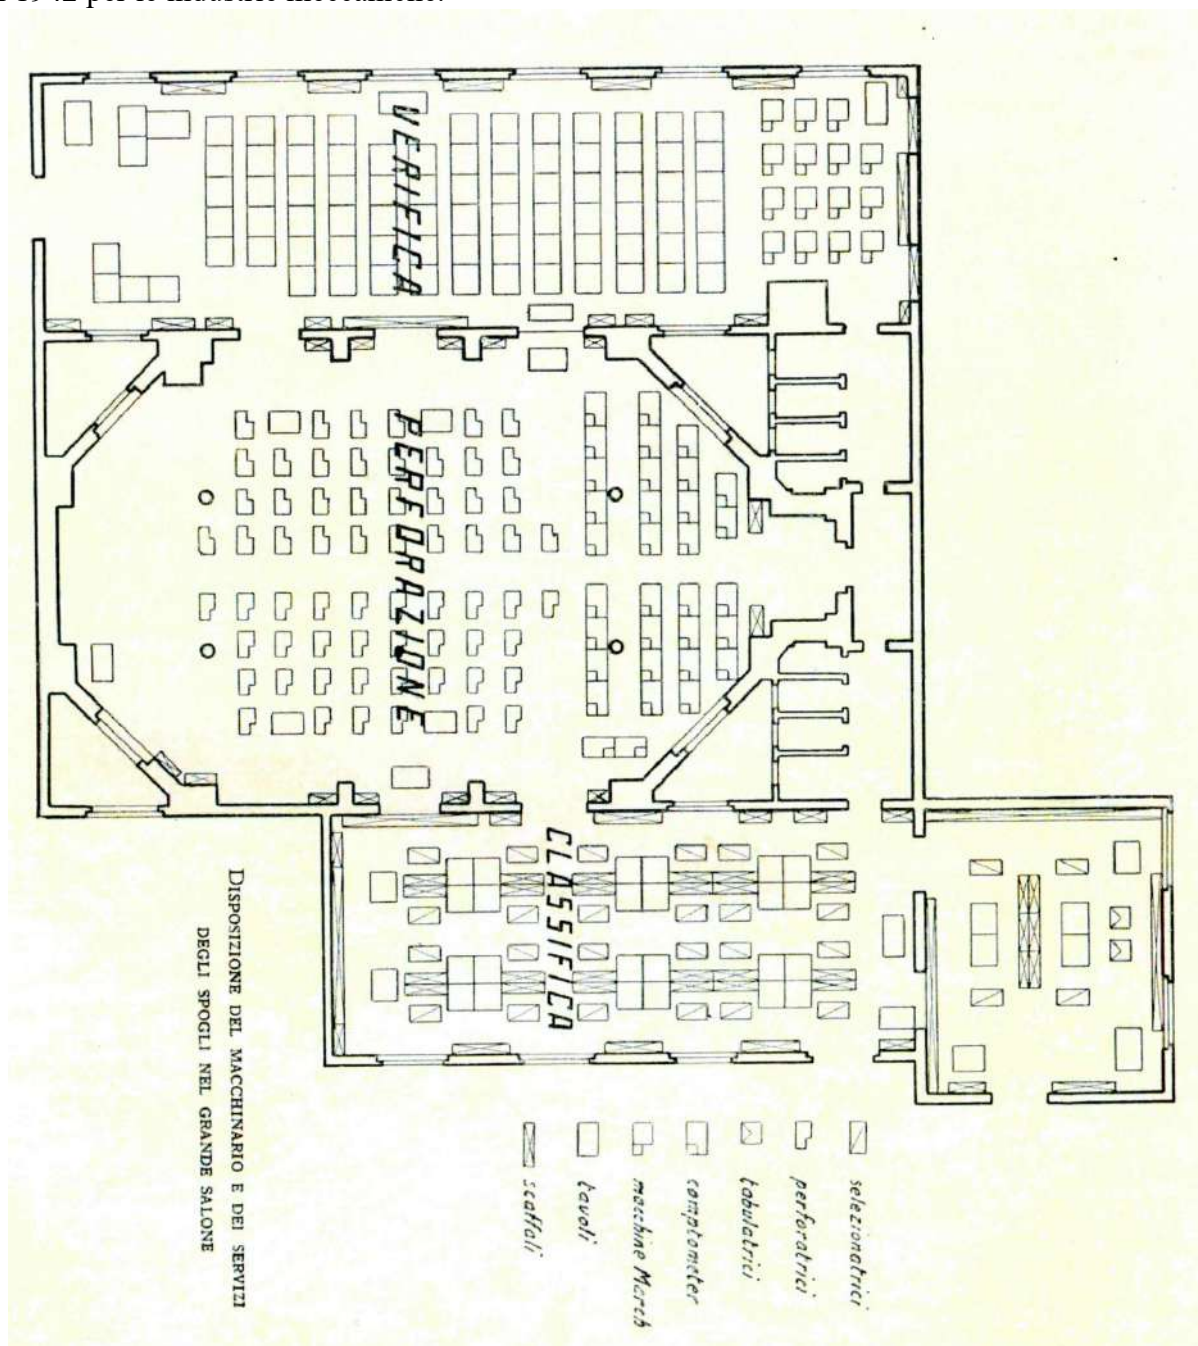 VERIFICA
PERFORAZIONE
CLASSIFICA
selezionatrici
perforatrici
tabulatrici
comptometer
macchine March
tavoli
scaffali
DISPOSIZIONE DEL MACCHINARIO E DEI SERVIZI
DEGLI SPOGLI NEL GRANDE SALONE